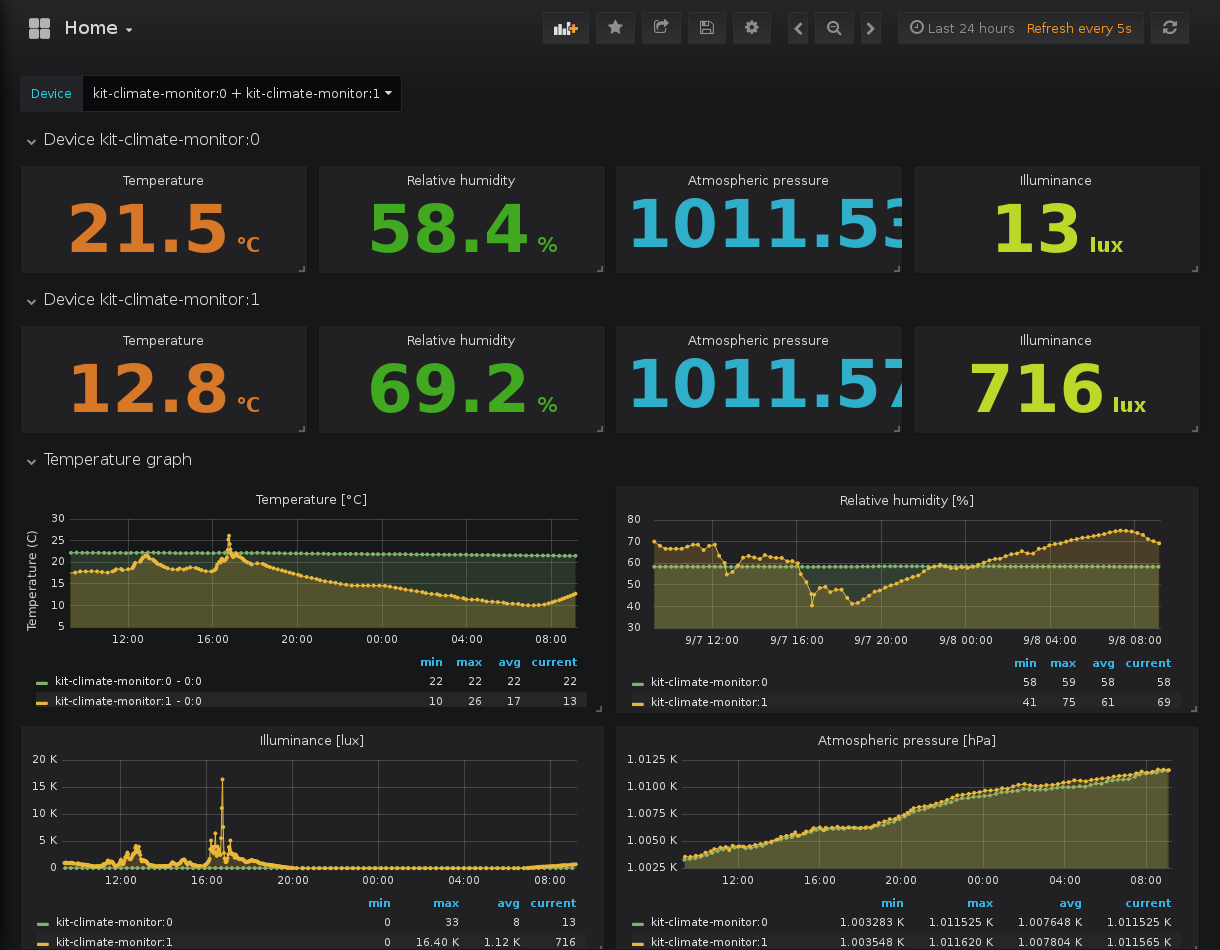 Home
Last 24 hours Refresh every 5s
Device kit-climate-monitor:0 + kit-climate-monitor:1
Device kit-climate-monitor:0
Temperature
21.5 °C
Relative humidity
58.4 %
Atmospheric pressure
1011.53
Illuminance
13 lux
Device kit-climate-monitor:1
Temperature
12.8 °C
Relative humidity
69.2 %
Atmospheric pressure
1011.57
Illuminance
716 lux
Temperature graph
Temperature [°C]
Temperature (C)
30
25
20
15
10
5
12:00 16:00 20:00 00:00 04:00 08:00
min max avg current
kit-climate-monitor:0 - 0:0 22 22 22 22
kit-climate-monitor:1 - 0:0 10 26 17 13
Relative humidity [%]
80
70
60
50
40
30
9/7 12:00 9/7 16:00 9/7 20:00 9/8 00:00 9/8 04:00 9/8 08:00
min max avg current
kit-climate-monitor:0 58 59 58 58
kit-climate-monitor:1 41 75 61 69
Illuminance [lux]
20 K
15 K
10 K
5 K
0
12:00 16:00 20:00 00:00 04:00 08:00
min max avg current
kit-climate-monitor:0 0 33 8 13
kit-climate-monitor:1 0 16.40 K 1.12 K 716
Atmospheric pressure [hPa]
1.0125 K
1.0100 K
1.0075 K
1.0050 K
1.0025 K
12:00 16:00 20:00 00:00 04:00 08:00
min max avg current
kit-climate-monitor:0 1.003283 K 1.011525 K 1.007648 K 1.011525 K
kit-climate-monitor:1 1.003548 K 1.011620 K 1.007804 K 1.011565 K